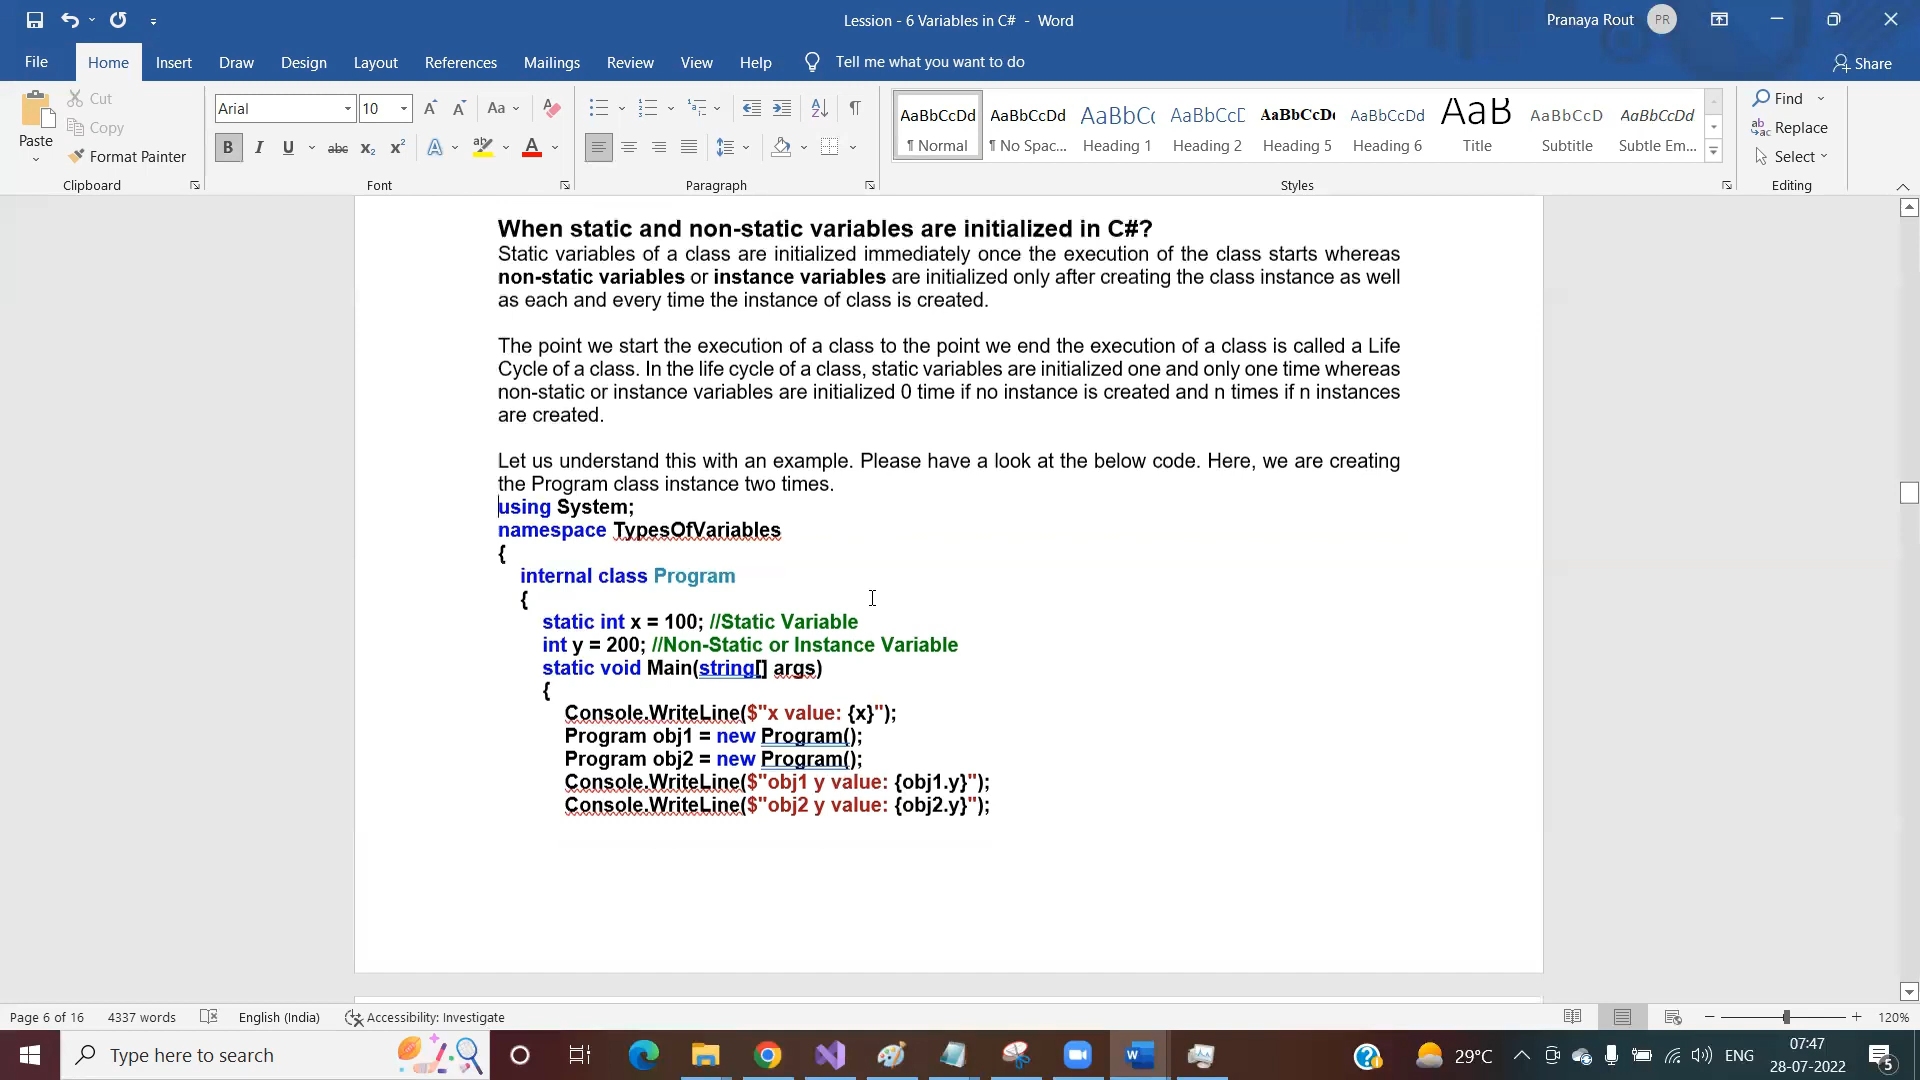 Lession - 6 Variables in C# - Word
Pranaya Rout
PR
File
Home
Insert
Draw
Design
Layout
References
Mailings
Review
View
Help
Tell me what you want to do
Share
Paste
Cut
Copy
Format Painter
Clipboard
Arial
10
Aa
B I U abc x₂ x² A A
Font
Paragraph
AaBbCcDd
¶ Normal
AaBbCcDd
¶ No Spac...
AaBbC(
Heading 1
AaBbCcC
Heading 2
AaBbCcDc
Heading 5
AaBbCcDd
Heading 6
AaB
Title
AaBbCcD
Subtitle
AaBbCcDd
Subtle Em...
Styles
Find
Replace
Select
Editing
When static and non-static variables are initialized in C#?
Static variables of a class are initialized immediately once the execution of the class starts whereas
non-static variables or instance variables are initialized only after creating the class instance as well
as each and every time the instance of class is created.
The point we start the execution of a class to the point we end the execution of a class is called a Life
Cycle of a class. In the life cycle of a class, static variables are initialized one and only one time whereas
non-static or instance variables are initialized 0 time if no instance is created and n times if n instances
are created.
Let us understand this with an example. Please have a look at the below code. Here, we are creating
the Program class instance two times.
using System;
namespace TypesOfVariables
{
internal class Program
{
static int x = 100; //Static Variable
int y = 200; //Non-Static or Instance Variable
static void Main(string[] args)
{
Console.WriteLine($"x value: {x}");
Program obj1 = new Program();
Program obj2 = new Program();
Console.WriteLine($"obj1 y value: {obj1.y}");
Console.WriteLine($"obj2 y value: {obj2.y}");
Page 6 of 16
4337 words
English (India)
Accessibility: Investigate
120%
Type here to search
29°C
ENG
07:47
28-07-2022
5